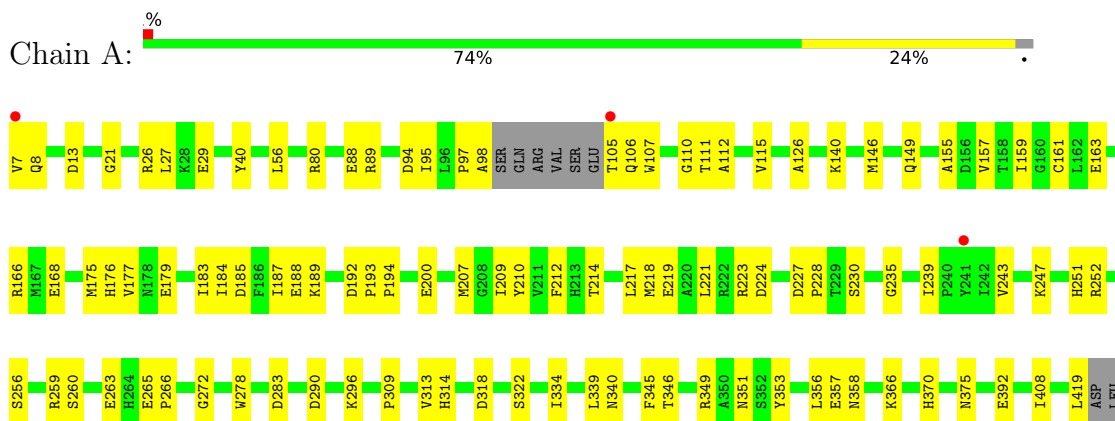 .%
Chain A:
74% 24% •
V7 Q8 D13 G21 R26 L27 K28 E29 Y40 L56 R80 E88 R89 D94 I95 L96 P97 A98 SER GLN ARG VAL SER GLU T105 Q106 W107 G110 T111 A112 V115 A126 K140 M146 Q149 A155 D156 V157 T158 I159 G160 C161 L162 E163
R166 M167 E168 M175 H176 V177 N178 E179 I183 I184 D185 F186 I187 E188 K189 D192 P193 P194 E200 M207 G208 I209 Y210 V211 F212 H213 T214 L217 M218 E219 A220 L221 R222 R223 D224 D227 P228 T229 S230 G235 I239 P240 Y241 I242 V243 K247 H251 R252
S256 R259 S260 E263 H264 E265 P266 G272 W278 D283 D290 K296 P309 V313 H314 D318 S322 I334 L339 N340 F345 T346 R349 A350 N351 S352 Y353 L356 E357 N358 K366 H370 N375 E392 I408 L419 ASP LEU